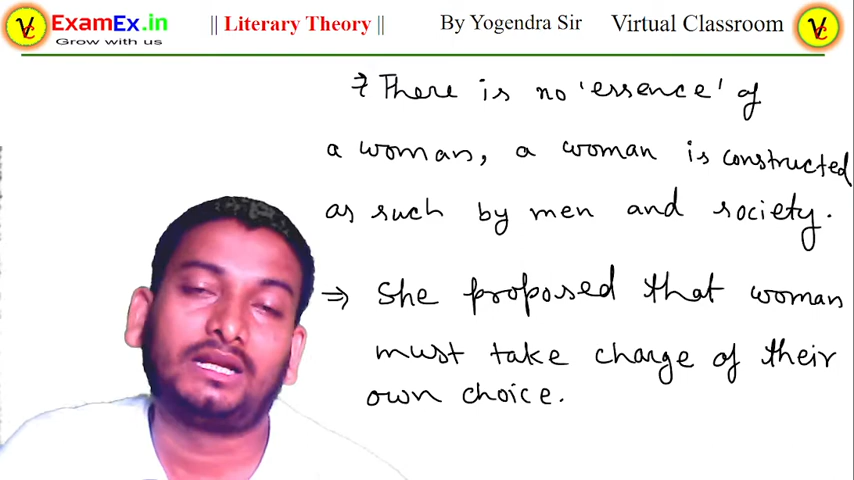 ExamEx.in
Grow with us
|| Literary Theory || By Yogendra Sir Virtual Classroom
⇒ There is no 'essence' of
a woman, a woman is constructed
as such by men and society.
⇒ She proposed that woman
must take charge of their
own choice.